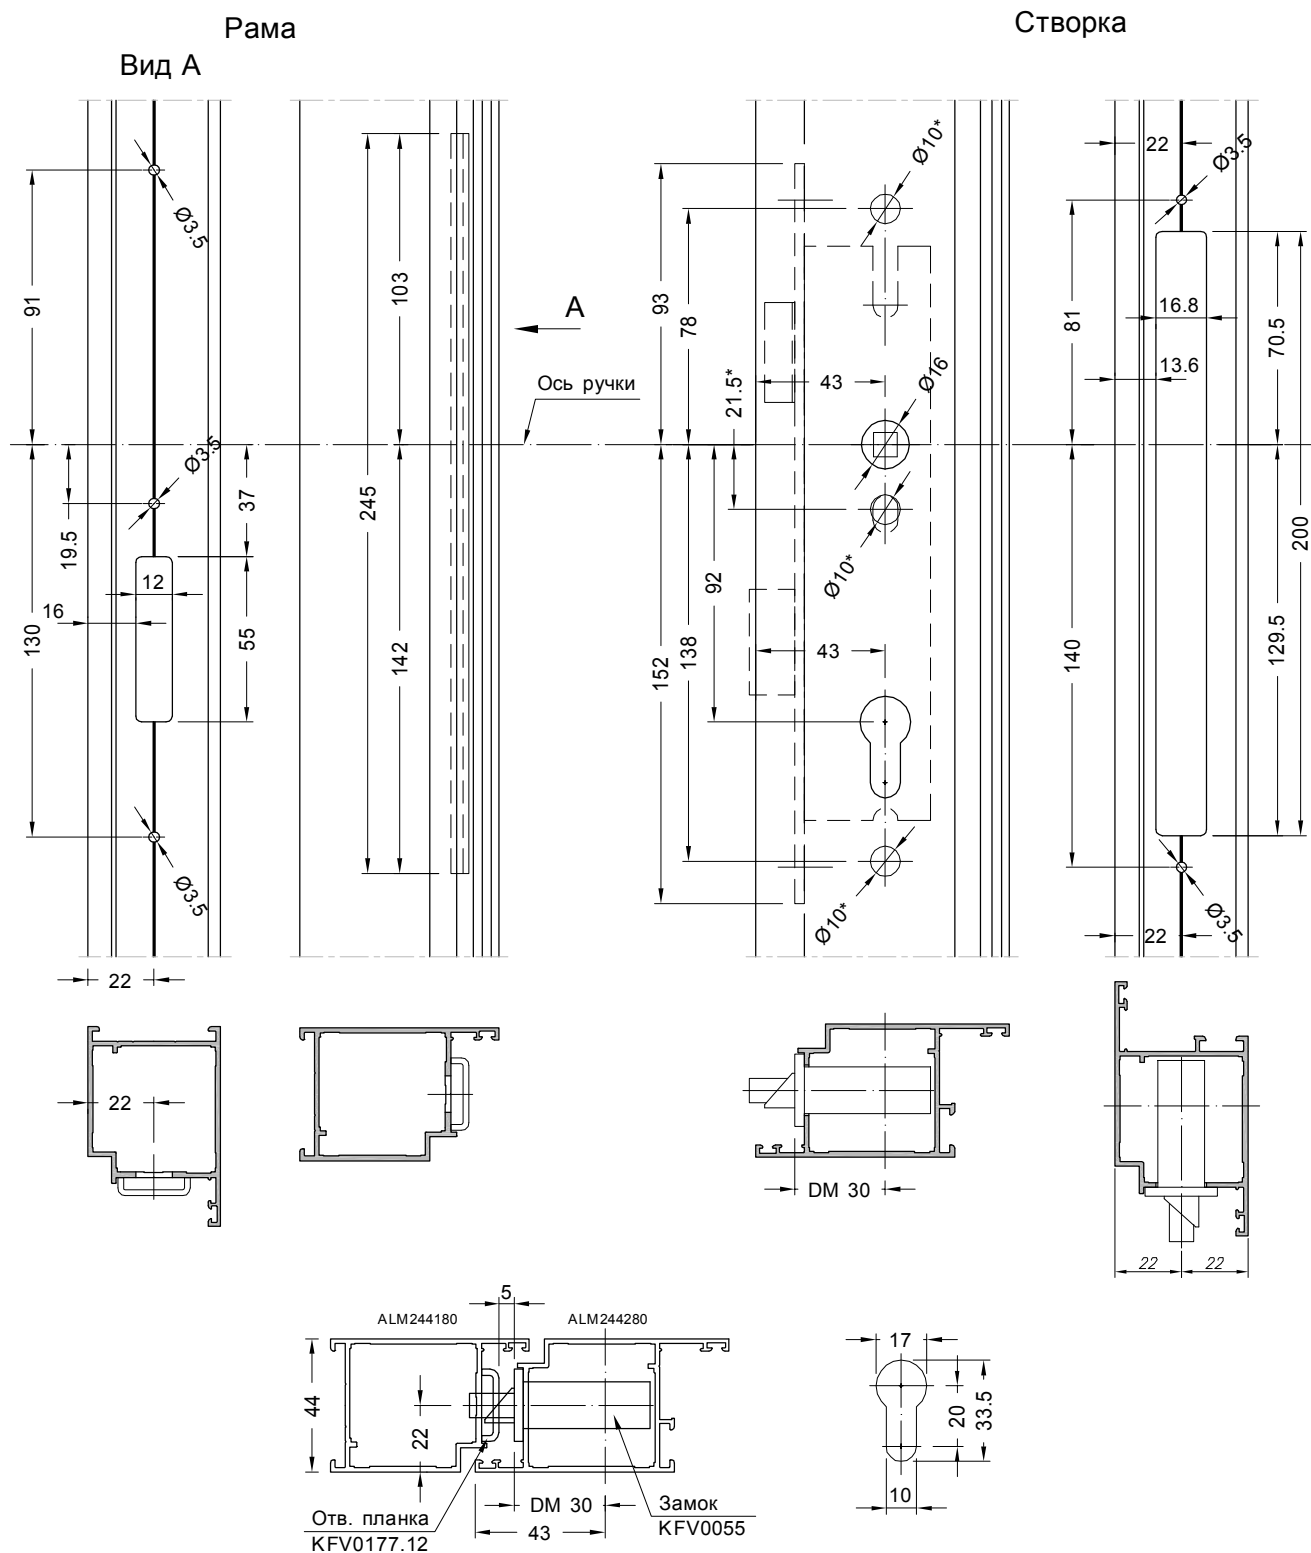 Рама
Створка
Вид А
Ø3.5
91
103
А
Ось ручки
Ø3.5
19.5
37
245
12
16
130
55
142
Ø3.5
22
Ø10*
93
78
43
Ø16
21.5*
Ø10*
92
43
152
138
Ø10*
22
Ø3.5
81
16.8
13.6
70.5
200
140
129.5
Ø3.5
22
22
DM 30
22
22
5
ALM244180
ALM244280
44
22
DM 30
43
Отв. планка
KFV0177.12
Замок
KFV0055
17
20
33.5
10